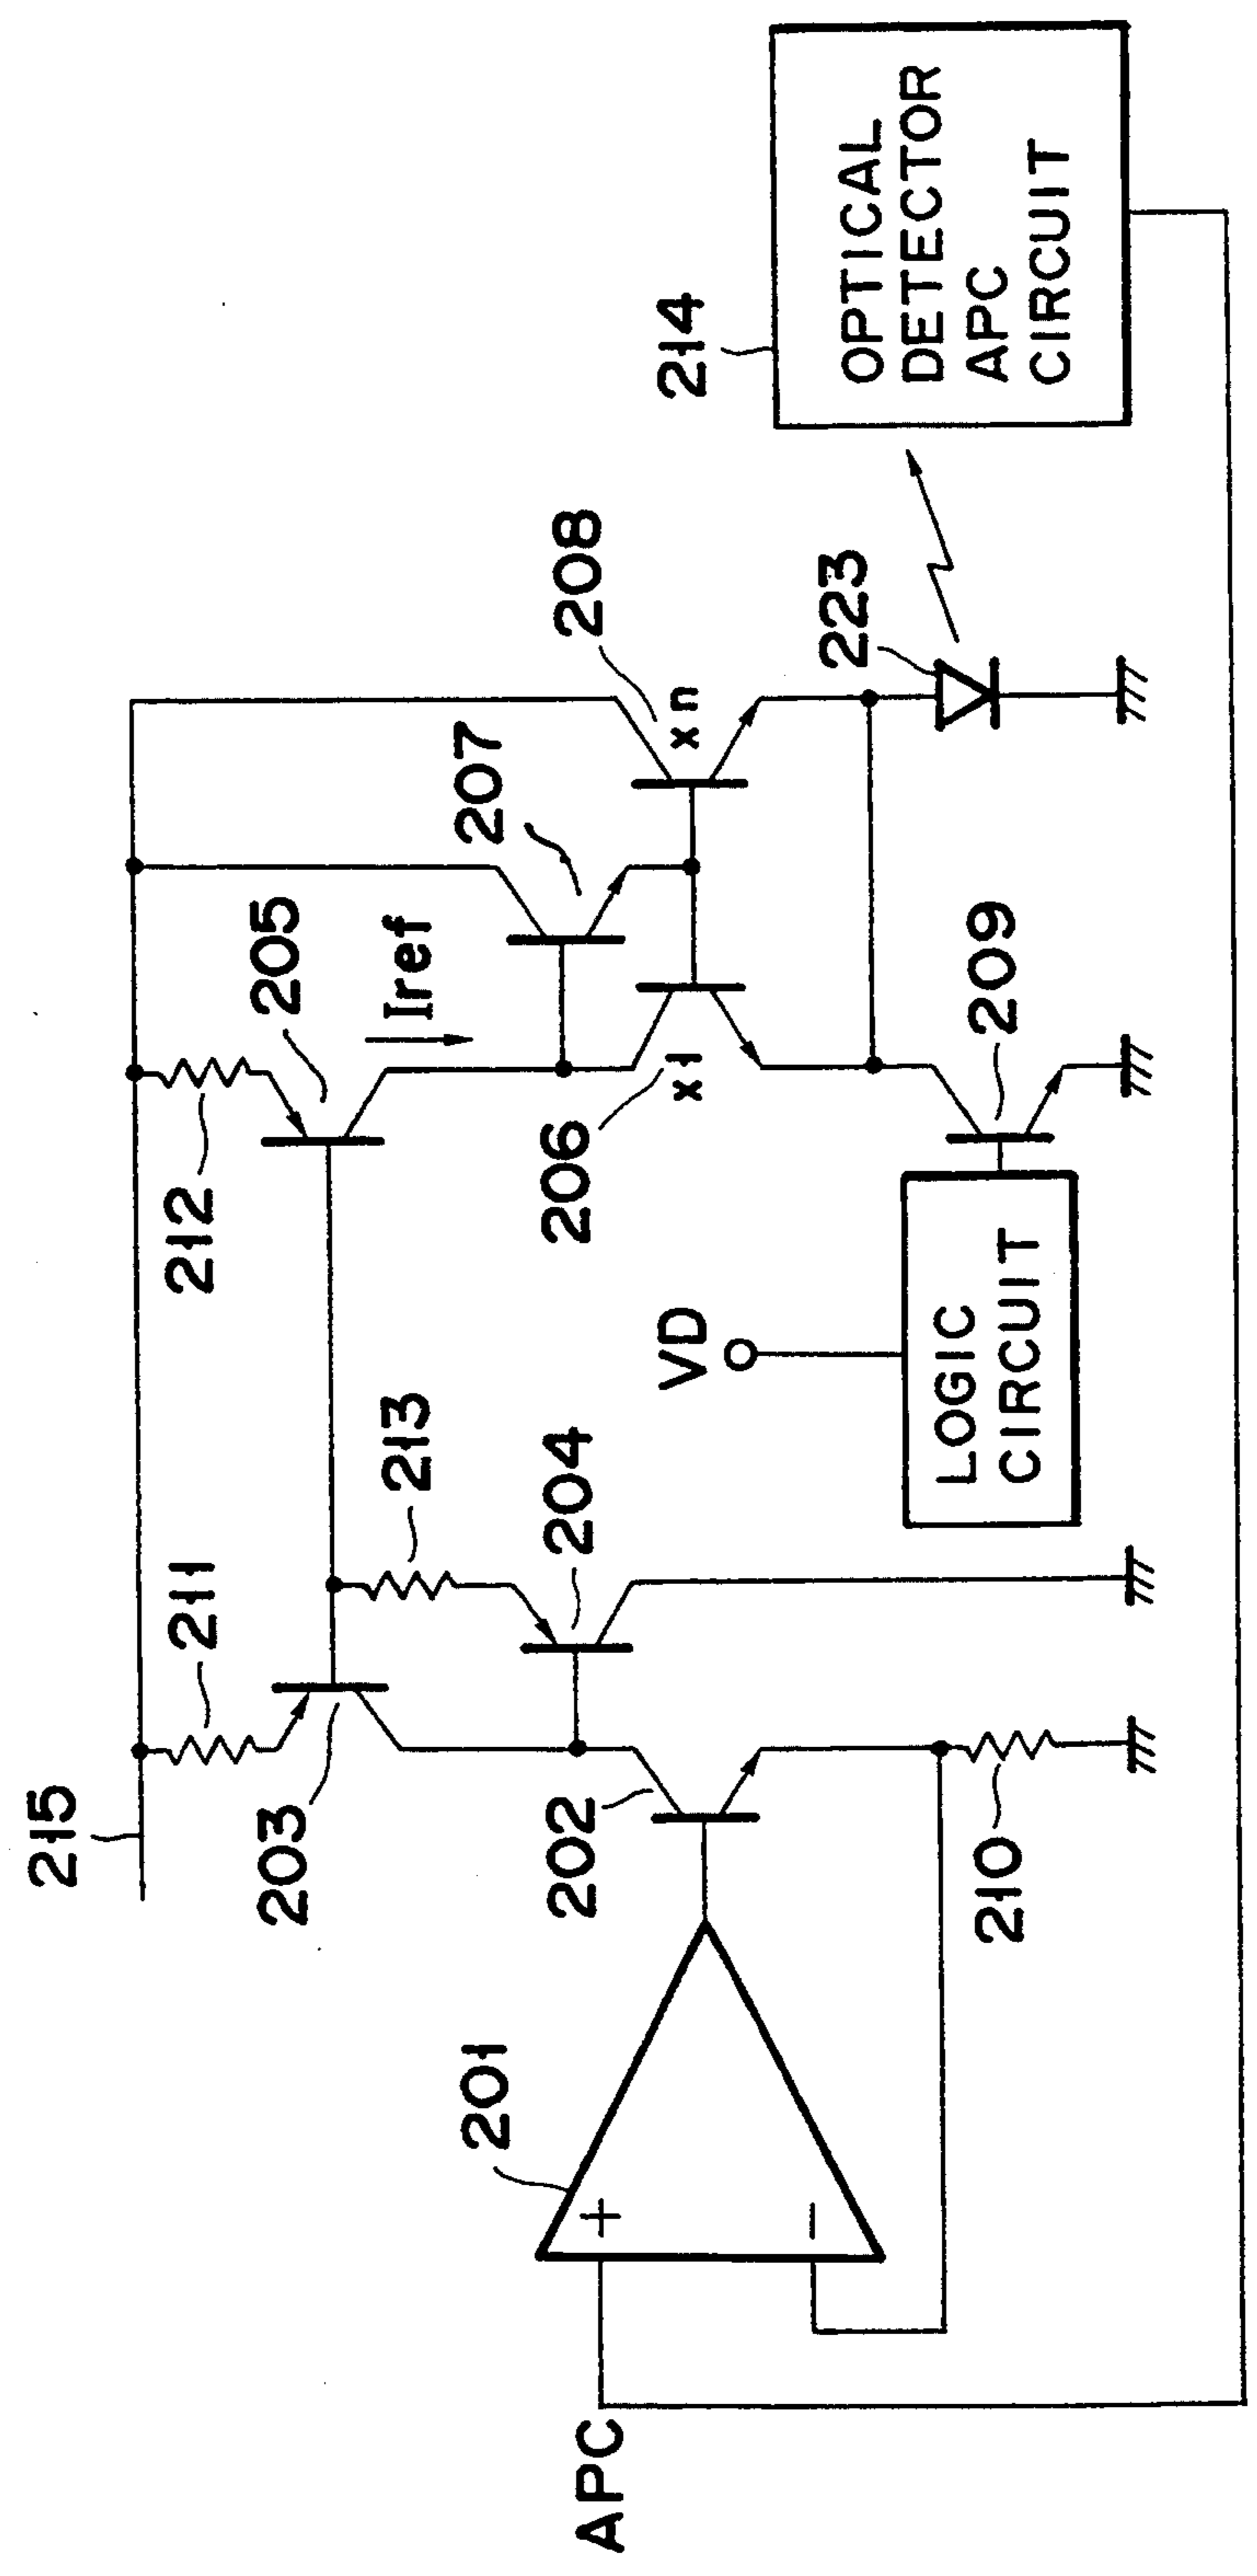 215
211
212
205
203
213
Iref
207
208
214
OPTICAL
DETECTOR
APC
CIRCUIT
201
+
−
202
204
206
x1
xn
223
VD
209
LOGIC
CIRCUIT
210
APC